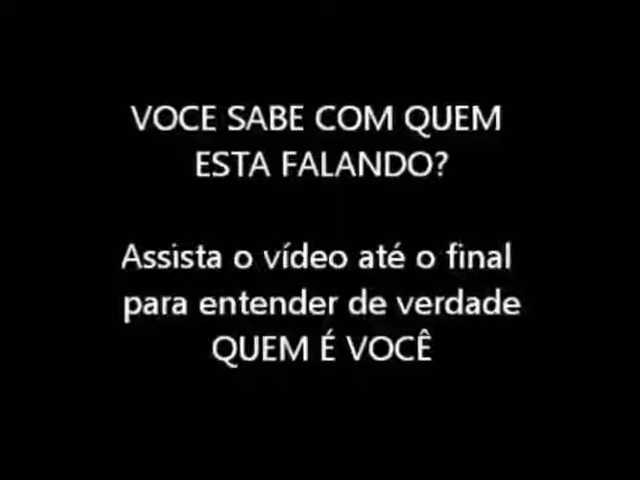 VOCE SABE COM QUEM
ESTA FALANDO?
Assista o vídeo até o final
para entender de verdade
QUEM É VOCÊ